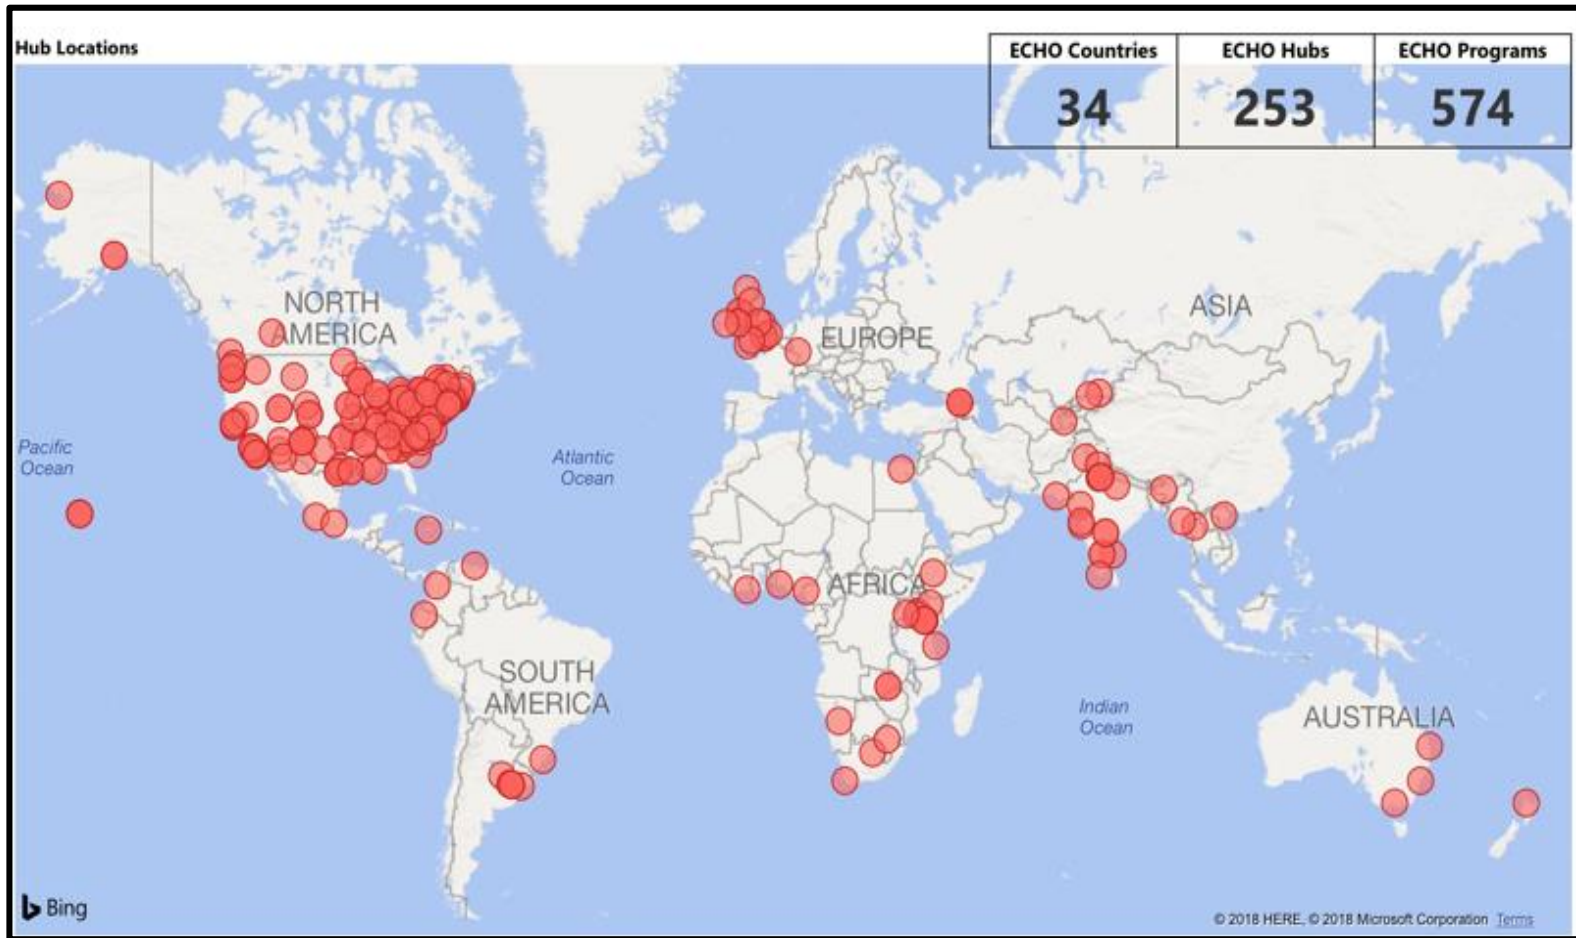 Hub Locations
ECHO Countries
34
ECHO Hubs
253
ECHO Programs
574
NORTH
AMERICA
EUROPE
ASIA
Pacific
Ocean
Atlantic
Ocean
AFRICA
SOUTH
AMERICA
Indian
Ocean
AUSTRALIA
Bing
© 2018 HERE, © 2018 Microsoft Corporation Terms